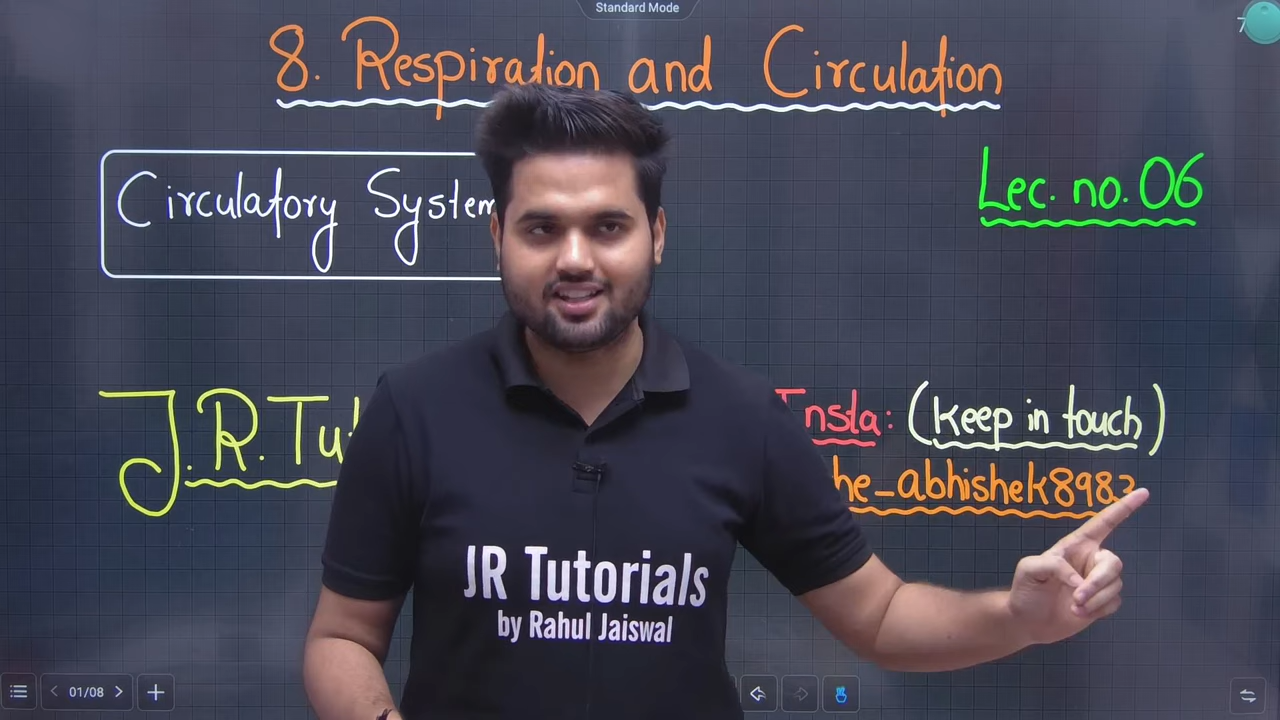 Standard Mode
8. Respiration and Circulation
Circulatory System
Lec. no. 06
J.R. Tut
Insta: (Keep in touch)
he_abhishek898
JR Tutorials
by Rahul Jaiswal
01/08